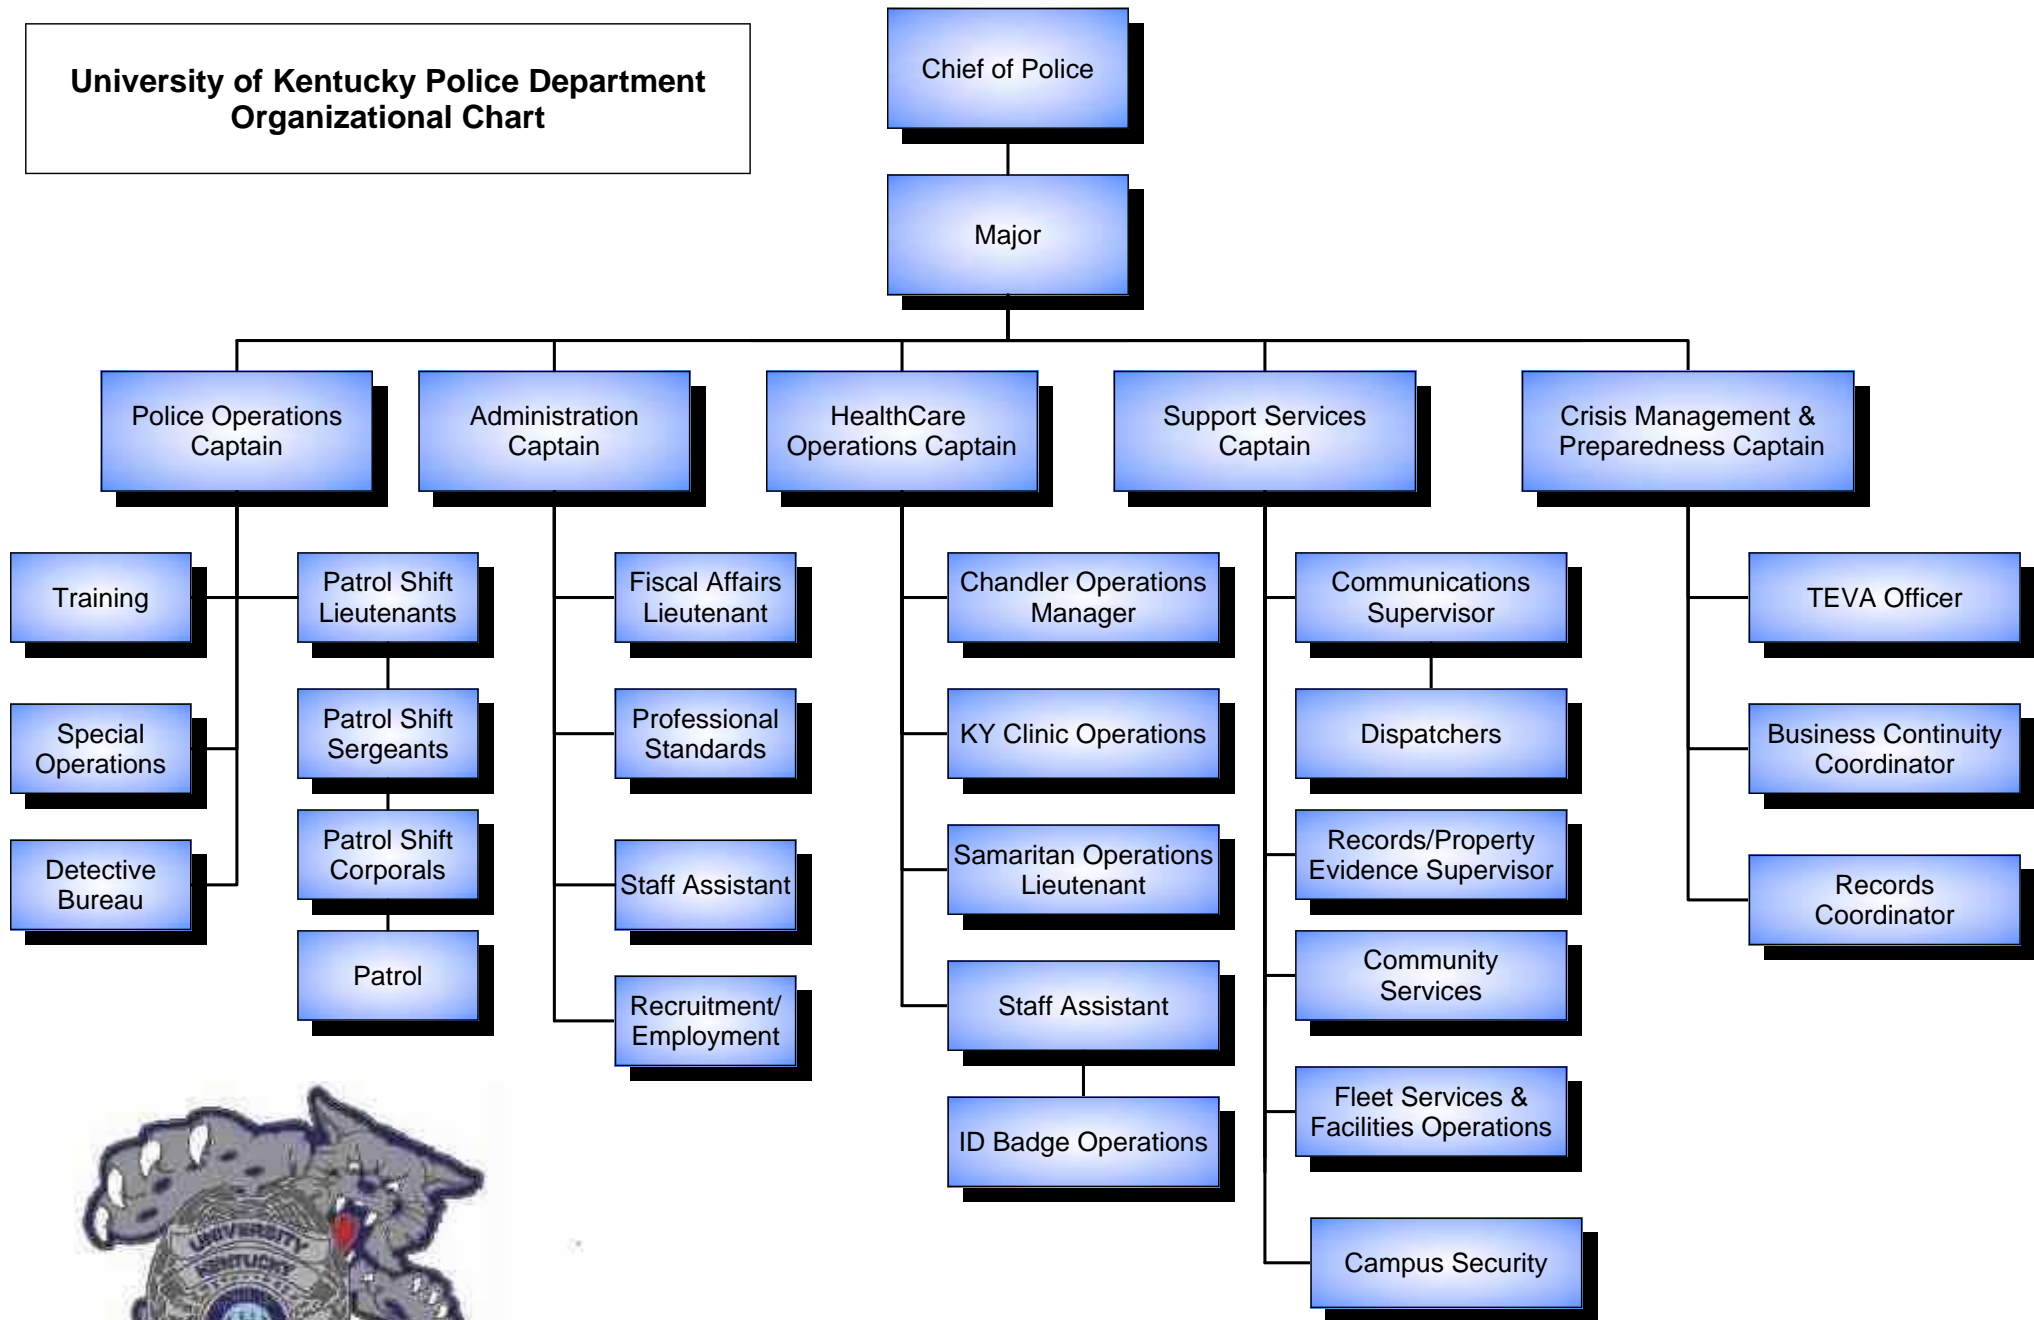 University of Kentucky Police Department
Organizational Chart
Chief of Police
Major
Police Operations
Captain
Administration
Captain
HealthCare
Operations Captain
Support Services
Captain
Crisis Management &
Preparedness Captain
Training
Special
Operations
Detective
Bureau
Patrol Shift
Lieutenants
Patrol Shift
Sergeants
Patrol Shift
Corporals
Patrol
Fiscal Affairs
Lieutenant
Professional
Standards
Staff Assistant
Recruitment/
Employment
Chandler Operations
Manager
KY Clinic Operations
Samaritan Operations
Lieutenant
Staff Assistant
ID Badge Operations
Communications
Supervisor
Dispatchers
Records/Property
Evidence Supervisor
Community
Services
Fleet Services &
Facilities Operations
Campus Security
TEVA Officer
Business Continuity
Coordinator
Records
Coordinator
UNIVERSITY
KENTUCKY